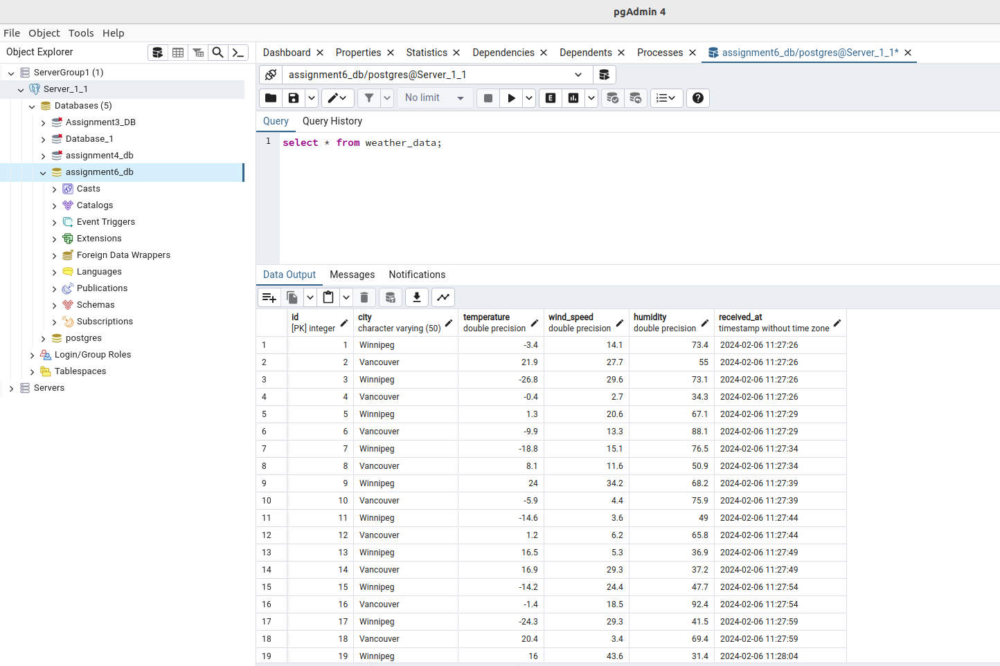 pgAdmin 4
File Object Tools Help
Object Explorer
ServerGroup1 (1)
Server_1_1
Databases (5)
Assignment3_DB
Database_1
assignment4_db
assignment6_db
Casts
Catalogs
Event Triggers
Extensions
Foreign Data Wrappers
Languages
Publications
Schemas
Subscriptions
postgres
Login/Group Roles
Tablespaces
Servers
Dashboard Properties Statistics Dependencies Dependents Processes assignment6_db/postgres@Server_1_1*
assignment6_db/postgres@Server_1_1
No limit E
Query Query History
1 select * from weather_data;
Data Output Messages Notifications
id city temperature wind_speed humidity received_at
[PK] integer character varying (50) double precision double precision double precision timestamp without time zone
1 1 Winnipeg -3.4 14.1 73.4 2024-02-06 11:27:26
2 2 Vancouver 21.9 27.7 55 2024-02-06 11:27:26
3 3 Winnipeg -26.8 29.6 73.1 2024-02-06 11:27:26
4 4 Vancouver -0.4 2.7 34.3 2024-02-06 11:27:26
5 5 Winnipeg 1.3 20.6 67.1 2024-02-06 11:27:29
6 6 Vancouver -9.9 13.3 88.1 2024-02-06 11:27:29
7 7 Winnipeg -18.8 15.1 76.5 2024-02-06 11:27:34
8 8 Vancouver 8.1 11.6 50.9 2024-02-06 11:27:34
9 9 Winnipeg 24 34.2 68.2 2024-02-06 11:27:39
10 10 Vancouver -5.9 4.4 75.9 2024-02-06 11:27:39
11 11 Winnipeg -14.6 3.6 49 2024-02-06 11:27:44
12 12 Vancouver 1.2 6.2 65.8 2024-02-06 11:27:44
13 13 Winnipeg 16.5 5.3 36.9 2024-02-06 11:27:49
14 14 Vancouver 16.9 29.3 37.2 2024-02-06 11:27:49
15 15 Winnipeg -14.2 24.4 47.7 2024-02-06 11:27:54
16 16 Vancouver -1.4 18.5 92.4 2024-02-06 11:27:54
17 17 Winnipeg -24.3 29.3 41.5 2024-02-06 11:27:59
18 18 Vancouver 20.4 3.4 69.4 2024-02-06 11:27:59
19 19 Winnipeg 16 43.6 31.4 2024-02-06 11:28:04